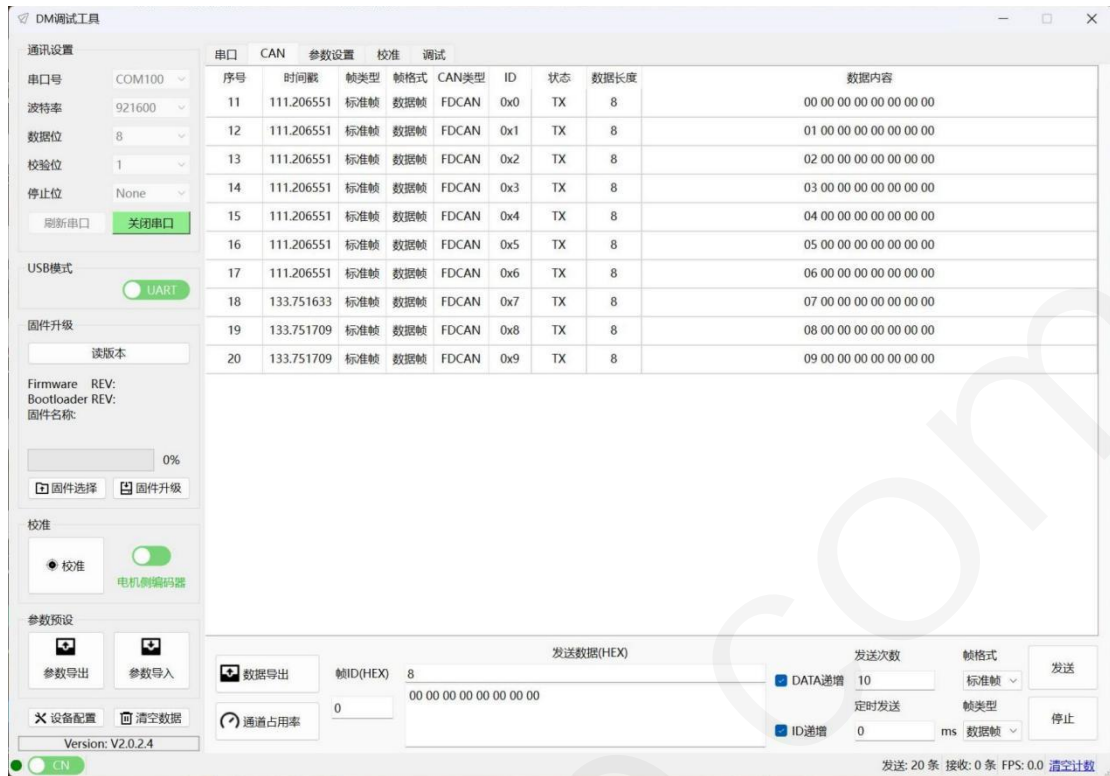 DM调试工具
通讯设置
串口号 COM100
波特率 921600
数据位 8
校验位 1
停止位 None
刷新串口 关闭串口
USB模式
UART
固件升级
读版本
Firmware REV:
Bootloader REV:
固件名称:
0%
固件选择 固件升级
校准
校准
电机侧编码器
参数预设
参数导出 参数导入
设备配置 清空数据
Version: V2.0.2.4
CN
串口 CAN 参数设置 校准 调试
序号 时间戳 帧类型 帧格式 CAN类型 ID 状态 数据长度 数据内容
11 111.206551 标准帧 数据帧 FDCAN 0x0 TX 8 00 00 00 00 00 00 00 00
12 111.206551 标准帧 数据帧 FDCAN 0x1 TX 8 01 00 00 00 00 00 00 00
13 111.206551 标准帧 数据帧 FDCAN 0x2 TX 8 02 00 00 00 00 00 00 00
14 111.206551 标准帧 数据帧 FDCAN 0x3 TX 8 03 00 00 00 00 00 00 00
15 111.206551 标准帧 数据帧 FDCAN 0x4 TX 8 04 00 00 00 00 00 00 00
16 111.206551 标准帧 数据帧 FDCAN 0x5 TX 8 05 00 00 00 00 00 00 00
17 111.206551 标准帧 数据帧 FDCAN 0x6 TX 8 06 00 00 00 00 00 00 00
18 133.751633 标准帧 数据帧 FDCAN 0x7 TX 8 07 00 00 00 00 00 00 00
19 133.751709 标准帧 数据帧 FDCAN 0x8 TX 8 08 00 00 00 00 00 00 00
20 133.751709 标准帧 数据帧 FDCAN 0x9 TX 8 09 00 00 00 00 00 00 00
发送数据(HEX) 发送次数 帧格式
数据导出 帧ID(HEX) 8 DATA递增 10 标准帧 发送
00 00 00 00 00 00 00 00
0 定时发送 帧类型
通道占用率 ID递增 0 ms 数据帧 停止
发送: 20 条 接收: 0 条 FPS: 0.0 清空计数
com